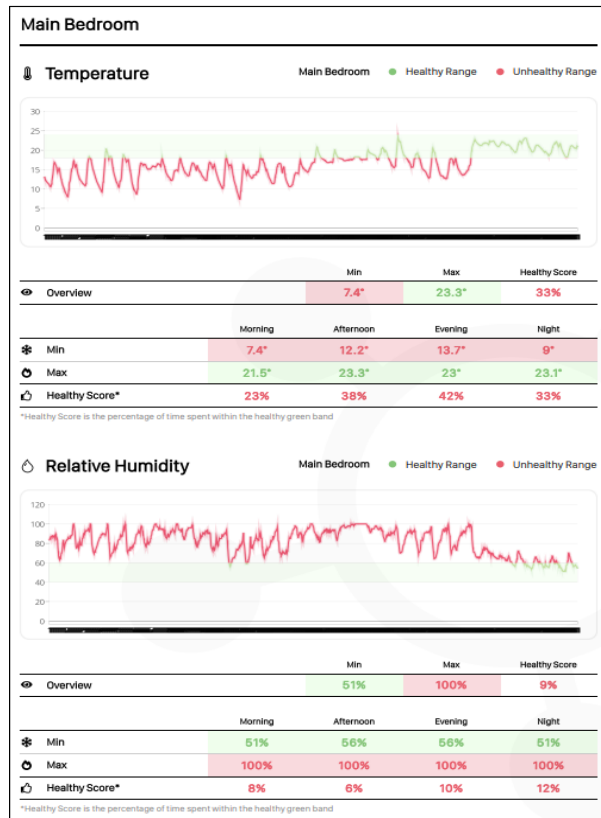 Main Bedroom
Temperature
Main Bedroom Healthy Range Unhealthy Range
30
25
20
15
10
5
0
Min Max Healthy Score
Overview 7.4° 23.3° 33%
Morning Afternoon Evening Night
Min 7.4° 12.2° 13.7° 9°
Max 21.5° 23.3° 23° 23.1°
Healthy Score* 23% 38% 42% 33%
*Healthy Score is the percentage of time spent within the healthy green band
Relative Humidity
Main Bedroom Healthy Range Unhealthy Range
120
100
80
60
40
20
0
Min Max Healthy Score
Overview 51% 100% 9%
Morning Afternoon Evening Night
Min 51% 56% 56% 51%
Max 100% 100% 100% 100%
Healthy Score* 8% 6% 10% 12%
*Healthy Score is the percentage of time spent within the healthy green band